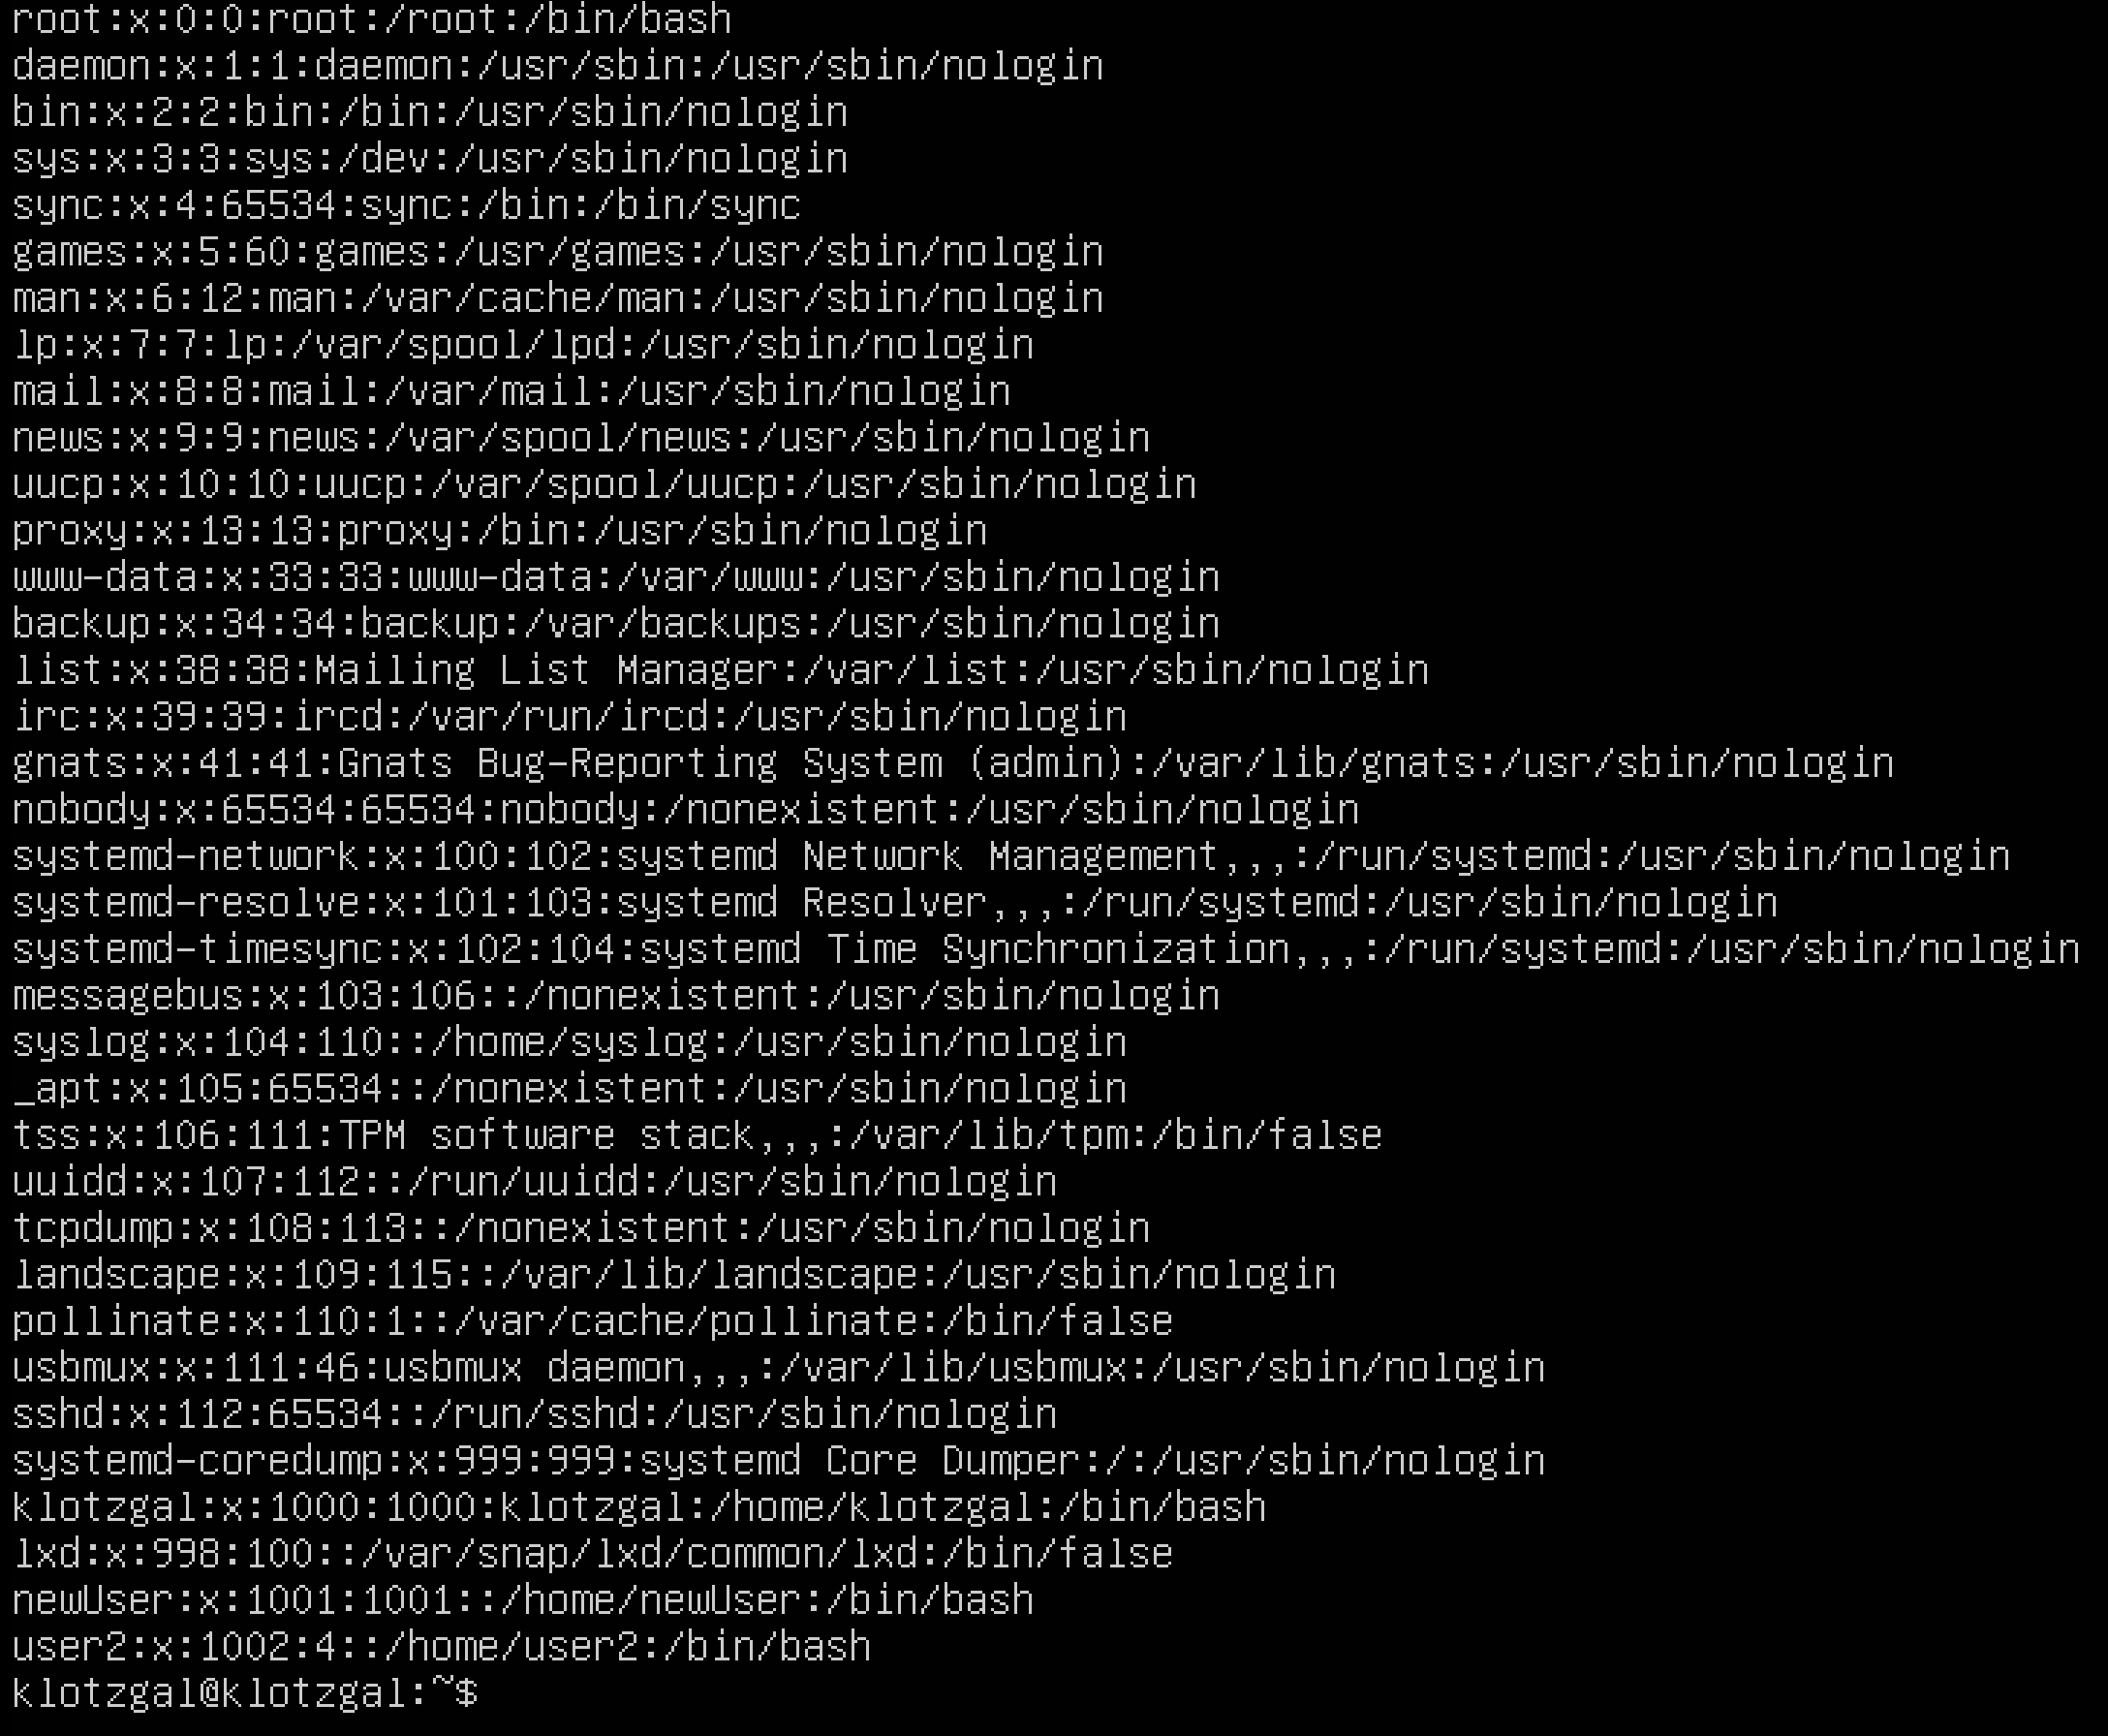 root:x:0:0:root:/root:/bin/bash
daemon:x:1:1:daemon:/usr/sbin:/usr/sbin/nologin
bin:x:2:2:bin:/bin:/usr/sbin/nologin
sys:x:3:3:sys:/dev:/usr/sbin/nologin
sync:x:4:65534:sync:/bin:/bin/sync
games:x:5:60:games:/usr/games:/usr/sbin/nologin
man:x:6:12:man:/var/cache/man:/usr/sbin/nologin
lp:x:7:7:lp:/var/spool/lpd:/usr/sbin/nologin
mail:x:8:8:mail:/var/mail:/usr/sbin/nologin
news:x:9:9:news:/var/spool/news:/usr/sbin/nologin
uucp:x:10:10:uucp:/var/spool/uucp:/usr/sbin/nologin
proxy:x:13:13:proxy:/bin:/usr/sbin/nologin
www-data:x:33:33:www-data:/var/www:/usr/sbin/nologin
backup:x:34:34:backup:/var/backups:/usr/sbin/nologin
list:x:38:38:Mailing List Manager:/var/list:/usr/sbin/nologin
irc:x:39:39:ircd:/var/run/ircd:/usr/sbin/nologin
gnats:x:41:41:Gnats Bug-Reporting System (admin):/var/lib/gnats:/usr/sbin/nologin
nobody:x:65534:65534:nobody:/nonexistent:/usr/sbin/nologin
systemd-network:x:100:102:systemd Network Management,,,:/run/systemd:/usr/sbin/nologin
systemd-resolve:x:101:103:systemd Resolver,,,:/run/systemd:/usr/sbin/nologin
systemd-timesync:x:102:104:systemd Time Synchronization,,,:/run/systemd:/usr/sbin/nologin
messagebus:x:103:106::/nonexistent:/usr/sbin/nologin
syslog:x:104:110::/home/syslog:/usr/sbin/nologin
_apt:x:105:65534::/nonexistent:/usr/sbin/nologin
tss:x:106:111:TPM software stack,,,:/var/lib/tpm:/bin/false
uuidd:x:107:112::/run/uuidd:/usr/sbin/nologin
tcpdump:x:108:113::/nonexistent:/usr/sbin/nologin
landscape:x:109:115::/var/lib/landscape:/usr/sbin/nologin
pollinate:x:110:1::/var/cache/pollinate:/bin/false
usbmux:x:111:46:usbmux daemon,,,:/var/lib/usbmux:/usr/sbin/nologin
sshd:x:112:65534::/run/sshd:/usr/sbin/nologin
systemd-coredump:x:999:999:systemd Core Dumper:/:/usr/sbin/nologin
klotzgal:x:1000:1000:klotzgal:/home/klotzgal:/bin/bash
lxd:x:998:100::/var/snap/lxd/common/lxd:/bin/false
newUser:x:1001:1001::/home/newUser:/bin/bash
user2:x:1002:4::/home/user2:/bin/bash
klotzgal@klotzgal:~$